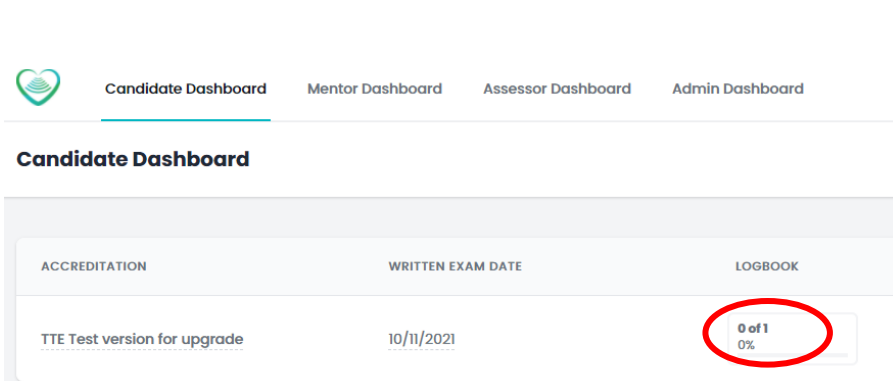 Candidate Dashboard Mentor Dashboard Assessor Dashboard Admin Dashboard
Candidate Dashboard
ACCREDITATION WRITTEN EXAM DATE LOGBOOK
TTE Test version for upgrade 10/11/2021 0 of 1
0%